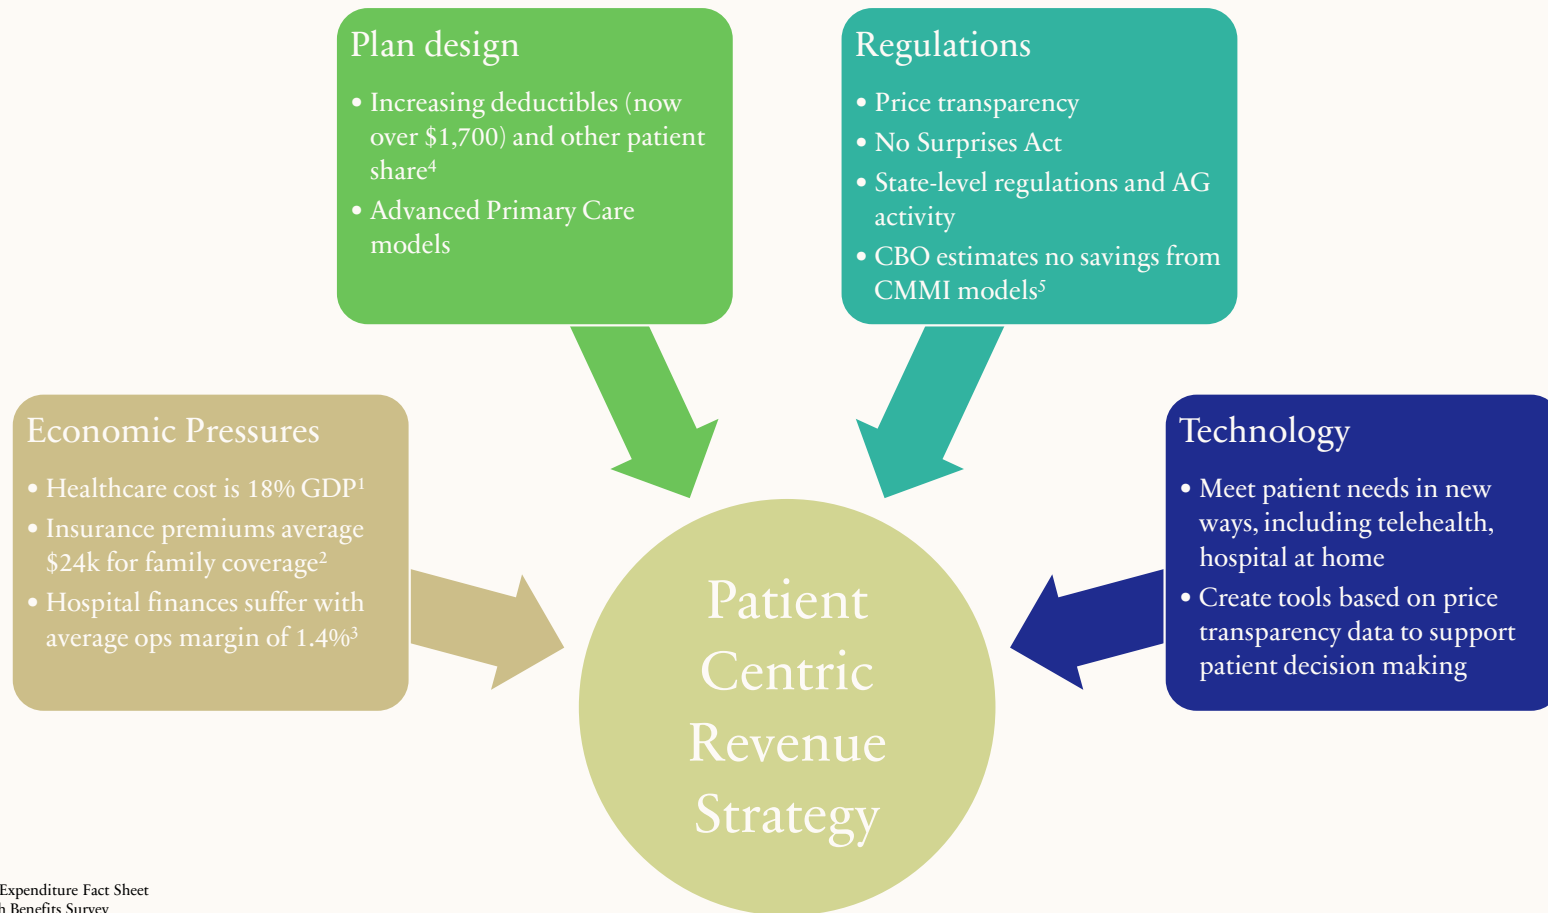 Plan design
• Increasing deductibles (now
over $1,700) and other patient
share⁴
• Advanced Primary Care
models
Regulations
• Price transparency
• No Surprises Act
• State-level regulations and AG
activity
• CBO estimates no savings from
CMMI models⁵
Economic Pressures
• Healthcare cost is 18% GDP¹
• Insurance premiums average
$24k for family coverage²
• Hospital finances suffer with
average ops margin of 1.4%³
Technology
• Meet patient needs in new
ways, including telehealth,
hospital at home
• Create tools based on price
transparency data to support
patient decision making
Patient
Centric
Revenue
Strategy
Expenditure Fact Sheet
Benefits Survey